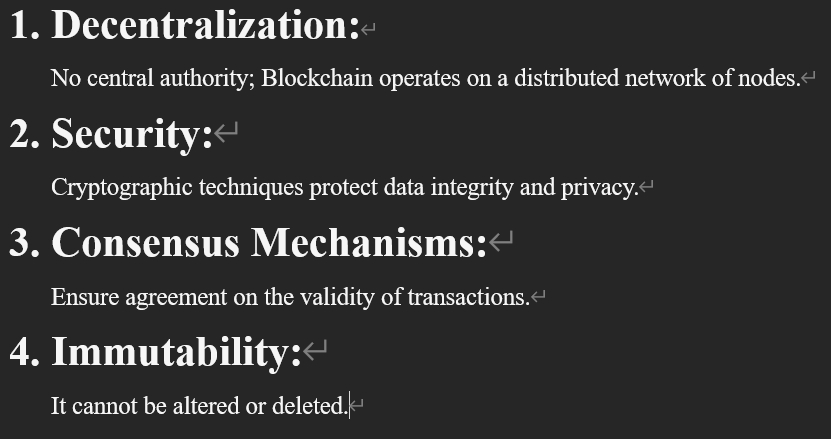 1. Decentralization:
No central authority; Blockchain operates on a distributed network of nodes.
2. Security:
Cryptographic techniques protect data integrity and privacy.
3. Consensus Mechanisms:
Ensure agreement on the validity of transactions.
4. Immutability:
It cannot be altered or deleted.